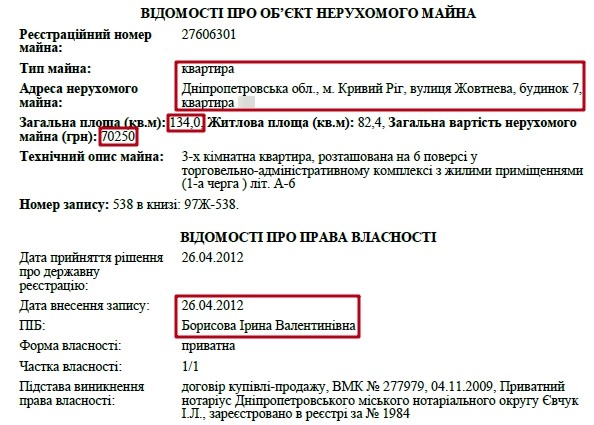 ВІДОМОСТІ ПРО ОБ’ЄКТ НЕРУХОМОГО МАЙНА
Реєстраційний номер 27606301
майна:
Тип майна: квартира
Адреса нерухомого Дніпропетровська обл., м. Кривий Ріг, вулиця Жовтнева, будинок 7,
майна: квартира
Загальна площа (кв.м): 134,0, Житлова площа (кв.м): 82,4, Загальна вартість нерухомого
майна (грн): 70250
Технічний опис майна: 3-х кімнатна квартира, розташована на 6 поверсі у
торговельно-адміністративному комплексі з жилими приміщеннями
(1-а черга ) літ. А-6
Номер запису: 538 в книзі: 97Ж-538.
ВІДОМОСТІ ПРО ПРАВА ВЛАСНОСТІ
Дата прийняття рішення 26.04.2012
про державну
реєстрацію:
Дата внесення запису: 26.04.2012
ПІБ: Борисова Ірина Валентинівна
Форма власності: приватна
Частка власності: 1/1
Підстава виникнення договір купівлі-продажу, ВМК № 277979, 04.11.2009, Приватний
права власності: нотаріус Дніпропетровського міського нотаріального округу Євчук
І.Л., зареєстровано в реєстрі за № 1984